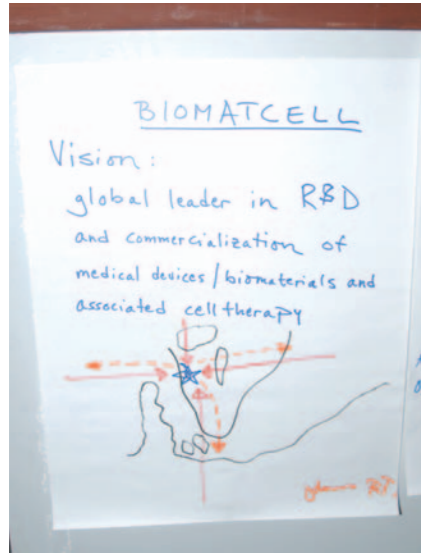 BIOMATCELL
Vision:
global leader in R&D
and commercialization of
medical devices/biomaterials and
associated cell therapy